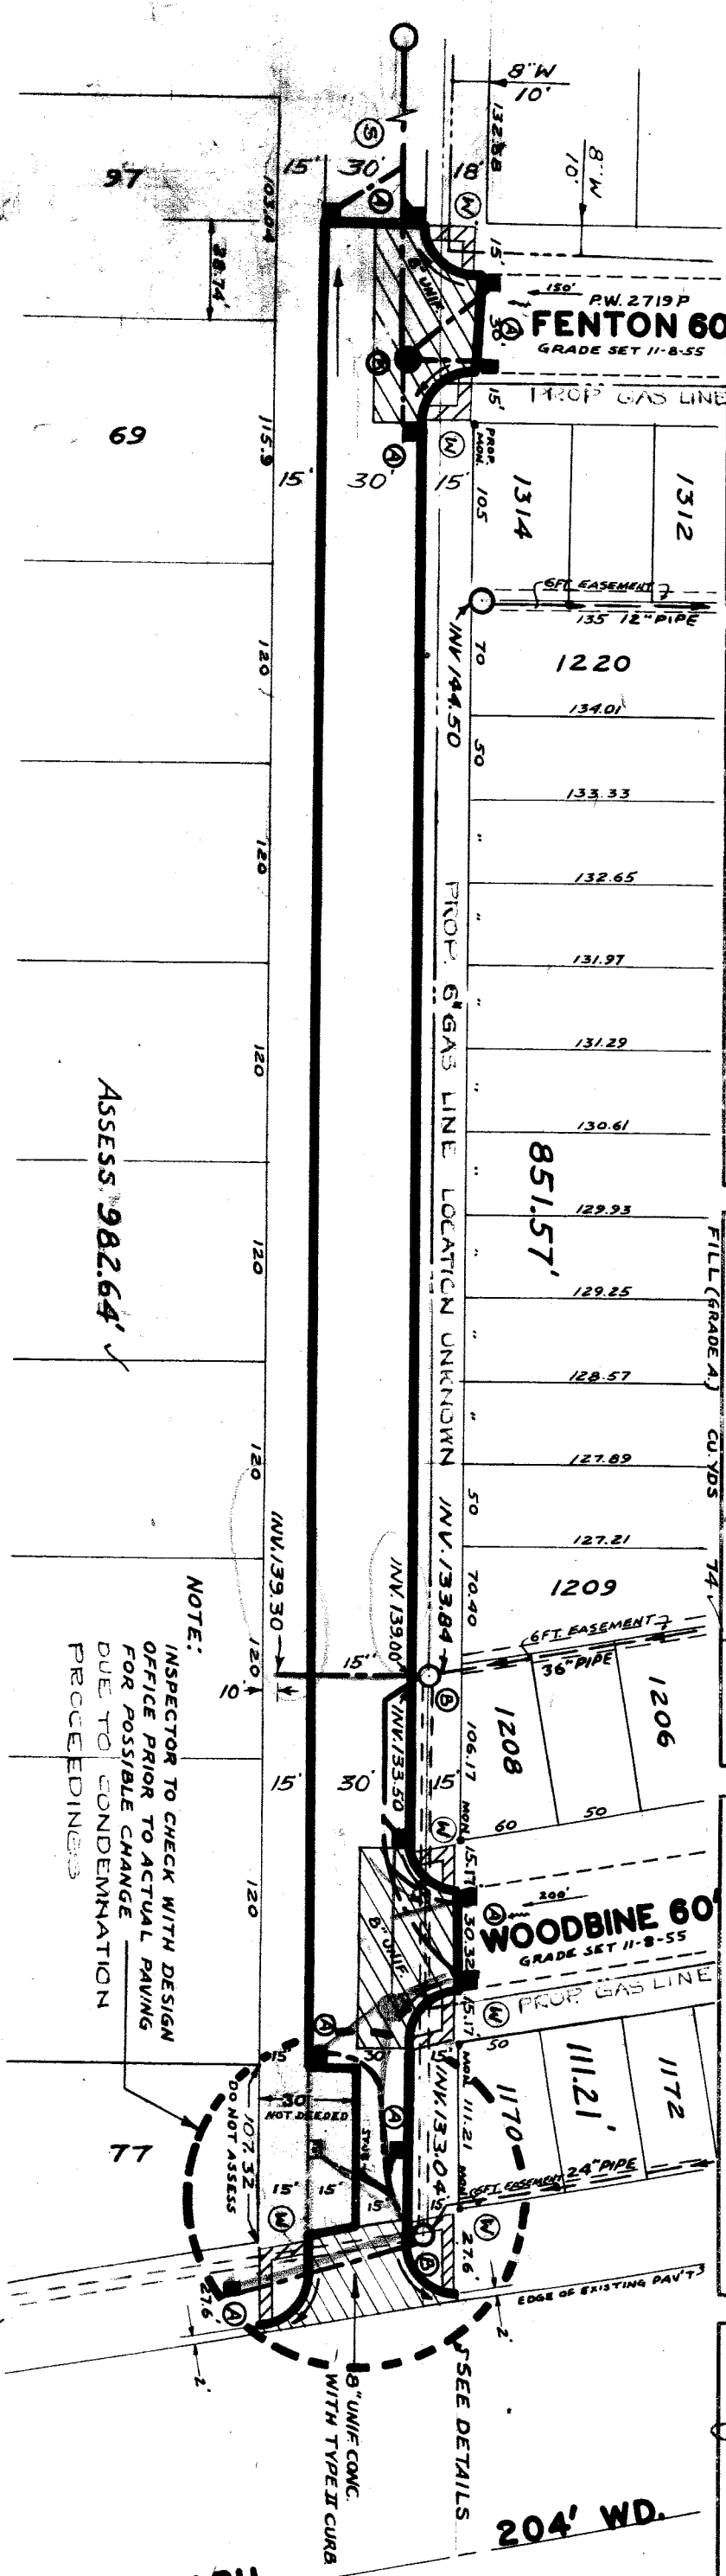 8"W
10'
132.88
8"W
10'
S
97
103.04
15'
30'
18'
A
W
28.74'
15'
8" UNIF.
150'
P.W. 2719P
30'
A
FENTON 60
GRADE SET 11-8-55
PROP. GAS LINE
15'
B
A
W
69
115.9
15'
30'
15'
PROP. MON.
105
1314
1312
6FT. EASEMENT
135 12" PIPE
INV 144.50
70
1220
134.01
50
133.33
"
132.65
"
131.97
"
131.29
"
130.61
"
129.93
"
129.25
"
128.57
"
127.89
50
127.21
70.40
1209
120
120
120
120
120
120
120
PROP. 6" GAS LINE LOCATION UNKNOWN
851.57'
FILL (GRADE A.) CU. YDS 74
ASSESS 982.64' ✓
INV. 139.30
INV. 139.00
INV. 133.84
15"
10'
B
INV. 133.50
6FT. EASEMENT
36" PIPE
1208
1206
106.17
60
50
15'
30'
15'
W
MON.
15.17
200'
A
30.32
WOODBINE 60'
GRADE SET 11-8-55
PROP. GAS LINE
8" UNIF.
15.17
W
NOTE:
INSPECTOR TO CHECK WITH DESIGN
OFFICE PRIOR TO ACTUAL PAVING
FOR POSSIBLE CHANGE
DUE TO CONDEMNATION
PROCEEDINGS
A
15'
30'
15'
MON.
50
111.21
1170
111.21'
1172
MON.
INV. 133.04
A
STUB
30
NOT DEEDED
107.32
DO NOT ASSESS
77
15'
15'
15'
15'
6FT. EASEMENT
24" PIPE
W
W
B
27.6'
27.6'
A
EDGE OF EXISTING PAV'T
2'
2'
8" UNIF. CONC.
WITH TYPE II CURB
SEE DETAILS
204' WD.